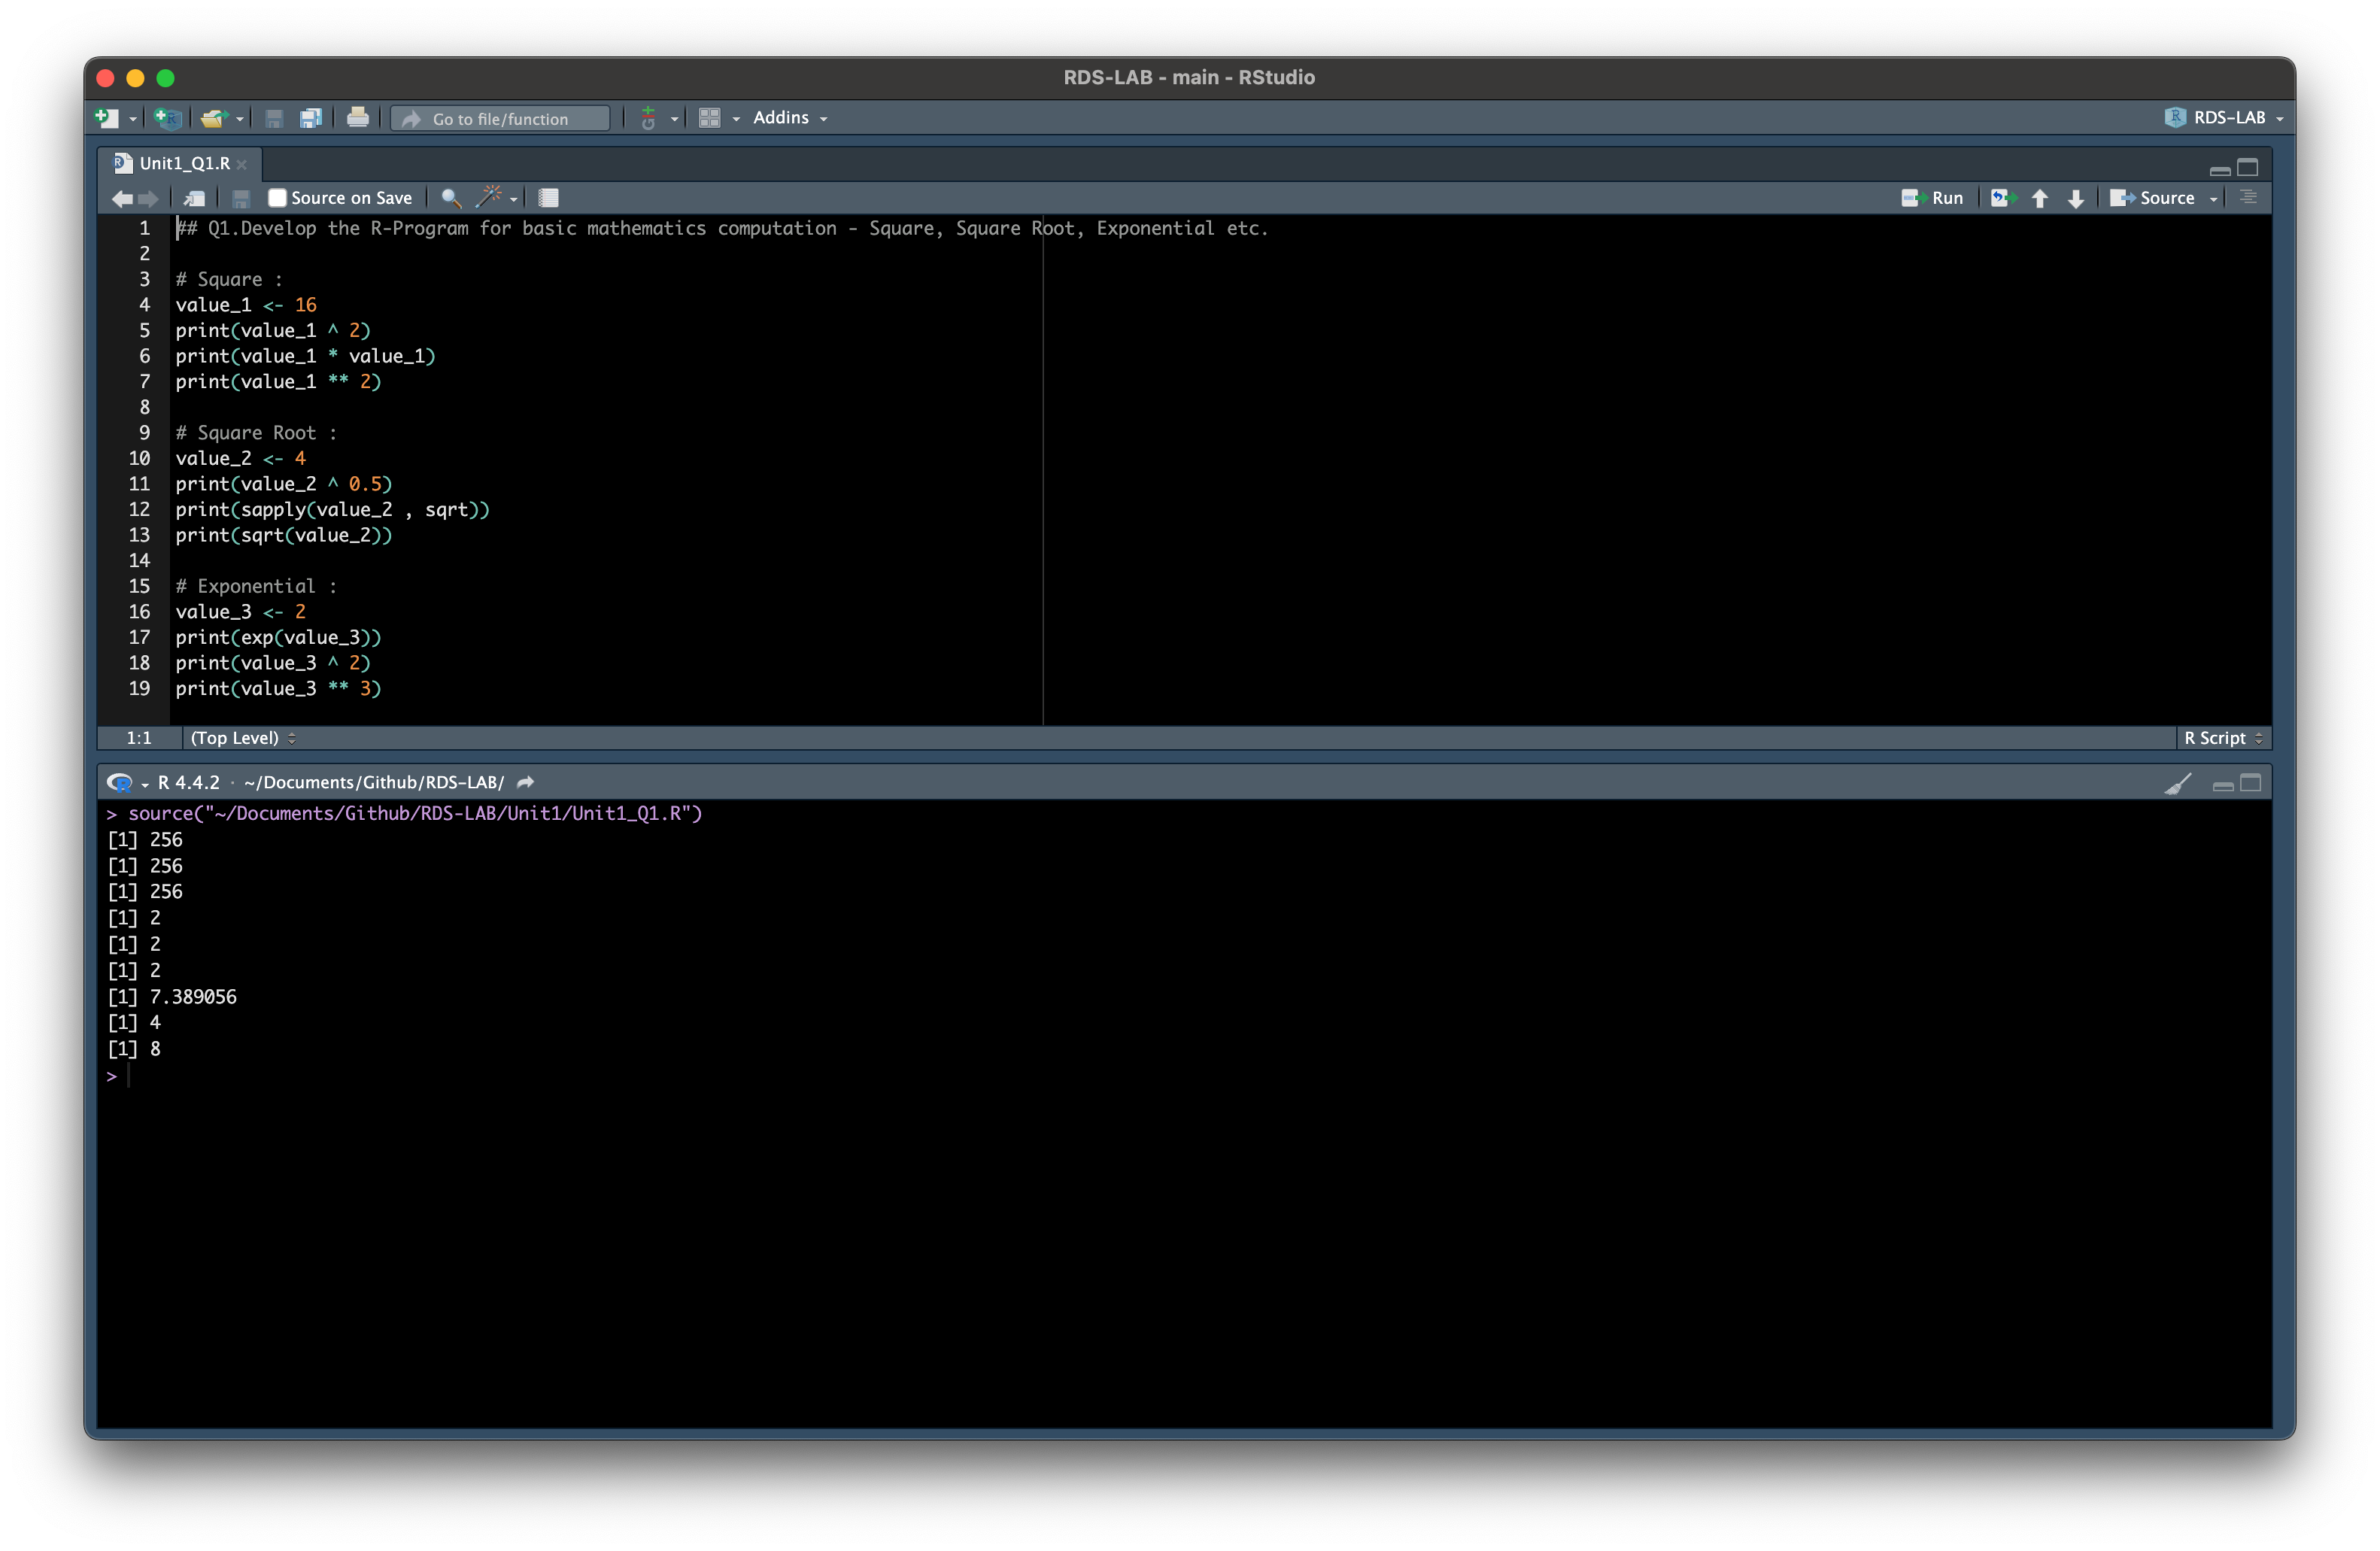 RDS-LAB - main - RStudio
Go to file/function Addins RDS-LAB
Unit1_Q1.R
Source on Save Run Source
1 ## Q1.Develop the R-Program for basic mathematics computation - Square, Square Root, Exponential etc.
2
3 # Square :
4 value_1 <- 16
5 print(value_1 ^ 2)
6 print(value_1 * value_1)
7 print(value_1 ** 2)
8
9 # Square Root :
10 value_2 <- 4
11 print(value_2 ^ 0.5)
12 print(sapply(value_2 , sqrt))
13 print(sqrt(value_2))
14
15 # Exponential :
16 value_3 <- 2
17 print(exp(value_3))
18 print(value_3 ^ 2)
19 print(value_3 ** 3)
1:1 (Top Level) R Script
R 4.4.2 · ~/Documents/Github/RDS-LAB/
> source("~/Documents/Github/RDS-LAB/Unit1/Unit1_Q1.R")
[1] 256
[1] 256
[1] 256
[1] 2
[1] 2
[1] 2
[1] 7.389056
[1] 4
[1] 8
>